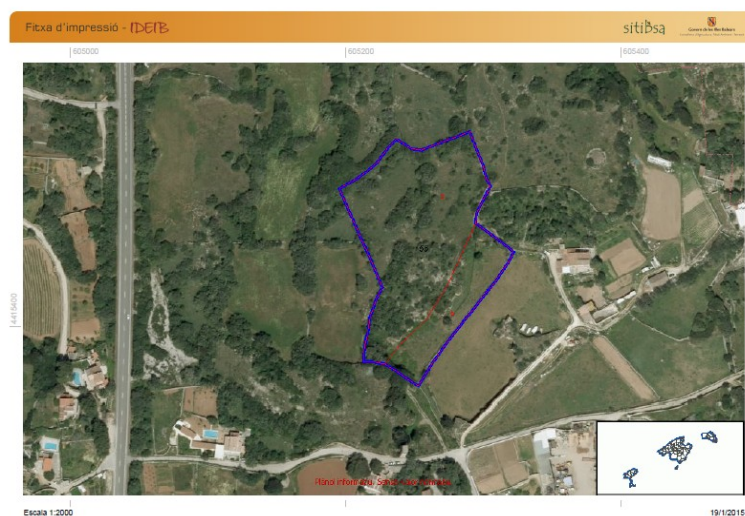 Fitxa d'impressió - IDEIB
sitibsa
Govern de les Illes Balears
605000
605200
605400
4415400
Escala 1:2000
19/1/2015